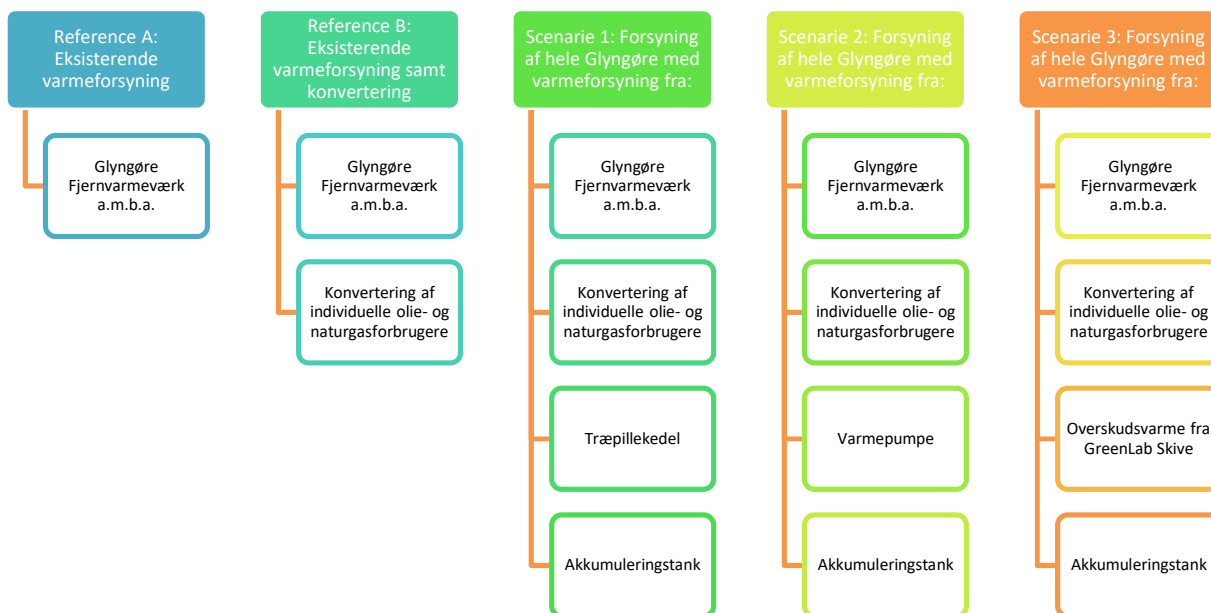 Reference A:
Eksisterende
varmeforsyning
Glyngøre
Fjernvarmeværk
a.m.b.a.
Reference B:
Eksisterende
varmeforsyning samt
konvertering
Glyngøre
Fjernvarmeværk
a.m.b.a.
Konvertering af
individuelle olie- og
naturgasforbrugere
Scenarie 1: Forsyning
af hele Glyngøre med
varmeforsyning fra:
Glyngøre
Fjernvarmeværk
a.m.b.a.
Konvertering af
individuelle olie- og
naturgasforbrugere
Træpillekedel
Akkumuleringstank
Scenarie 2: Forsyning
af hele Glyngøre med
varmeforsyning fra:
Glyngøre
Fjernvarmeværk
a.m.b.a.
Konvertering af
individuelle olie- og
naturgasforbrugere
Varmepumpe
Akkumuleringstank
Scenarie 3: Forsyning
af hele Glyngøre med
varmeforsyning fra:
Glyngøre
Fjernvarmeværk
a.m.b.a.
Konvertering af
individuelle olie- og
naturgasforbrugere
Overskudsvarme fra
GreenLab Skive
Akkumuleringstank